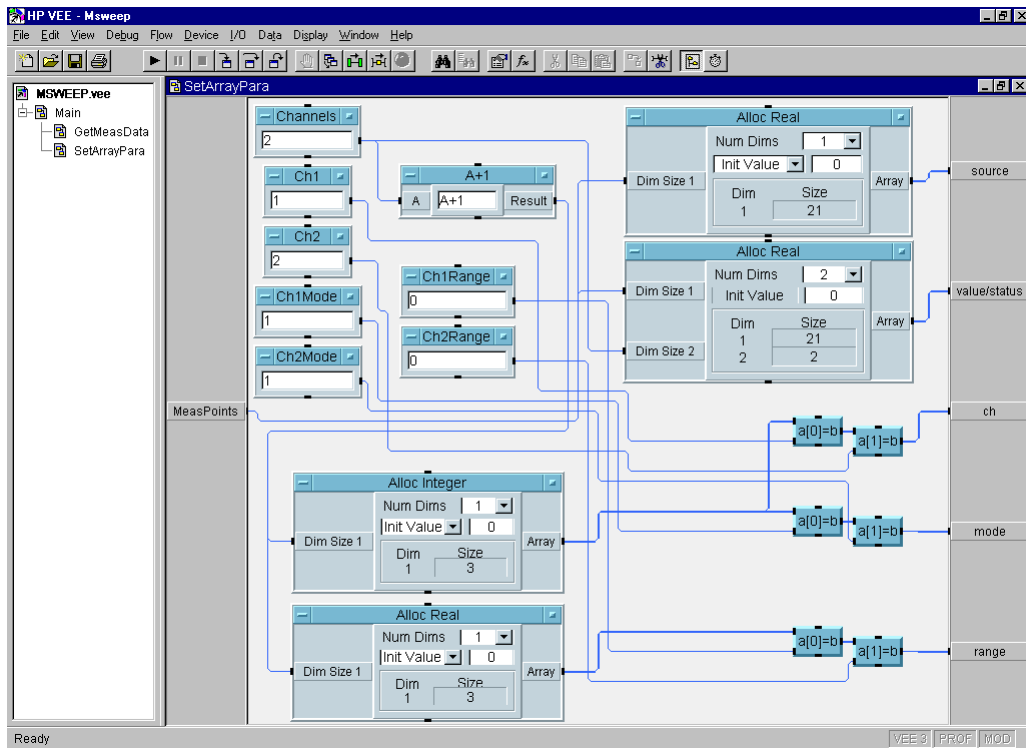 HP VEE - Msweep
File Edit View Debug Flow Device I/O Data Display Window Help
MSWEEP.vee
Main
GetMeasData
SetArrayPara
SetArrayPara
Channels
2
Ch1
1
Ch2
2
Ch1Mode
1
Ch2Mode
1
A+1
A A+1 Result
Ch1Range
0
Ch2Range
0
Alloc Real
Num Dims 1
Init Value 0
Dim Size 1
Dim Size
1 21
Array
source
Alloc Real
Num Dims 2
Init Value 0
Dim Size 1
Dim Size 2
Dim Size
1 21
2 2
Array
value/status
MeasPoints
a[0]=b
a[1]=b
ch
Alloc Integer
Num Dims 1
Init Value 0
Dim Size 1
Dim Size
1 3
Array
a[0]=b
a[1]=b
mode
Alloc Real
Num Dims 1
Init Value 0
Dim Size 1
Dim Size
1 3
Array
a[0]=b
a[1]=b
range
Ready
VEE 3 PROF MOD